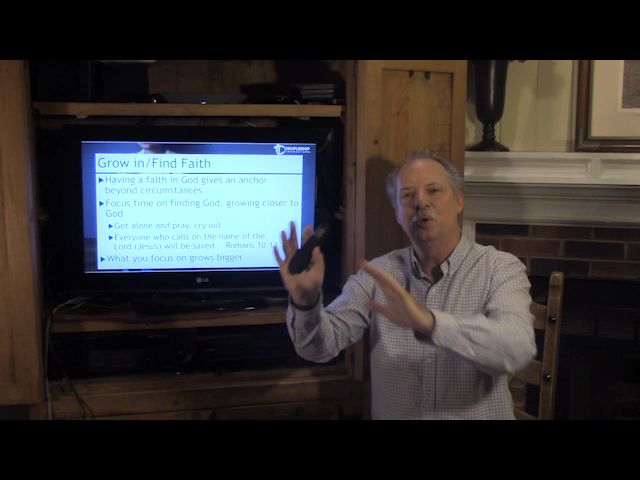 DISCIPLESHIP
INTERNATIONAL
Grow in/Find Faith
►Having a faith in God gives an anchor
beyond circumstances
►Focus time on finding God, growing closer to
God
►Get alone and pray, cry out
►Everyone who calls on the name of the
Lord (Jesus) will be saved. Romans 10:13
►What you focus on grows bigger
LG